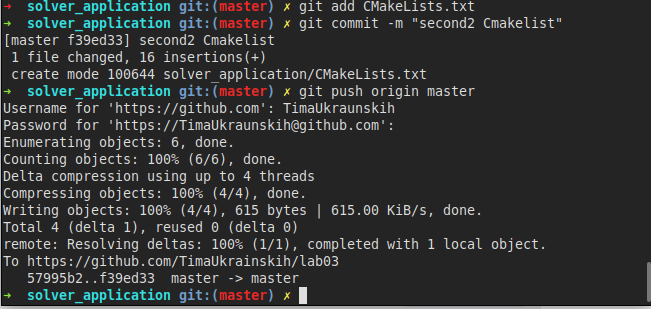 ➜  solver_application git:(master) ✗ git add CMakeLists.txt
➜  solver_application git:(master) ✗ git commit -m "second2 Cmakelist"
[master f39ed33] second2 Cmakelist
 1 file changed, 16 insertions(+)
 create mode 100644 solver_application/CMakeLists.txt
➜  solver_application git:(master) ✗ git push origin master
Username for 'https://github.com': TimaUkraunskih
Password for 'https://TimaUkraunskih@github.com':
Enumerating objects: 6, done.
Counting objects: 100% (6/6), done.
Delta compression using up to 4 threads
Compressing objects: 100% (4/4), done.
Writing objects: 100% (4/4), 615 bytes | 615.00 KiB/s, done.
Total 4 (delta 1), reused 0 (delta 0)
remote: Resolving deltas: 100% (1/1), completed with 1 local object.
To https://github.com/TimaUkrainskih/lab03
   57995b2..f39ed33  master -> master
➜  solver_application git:(master) ✗